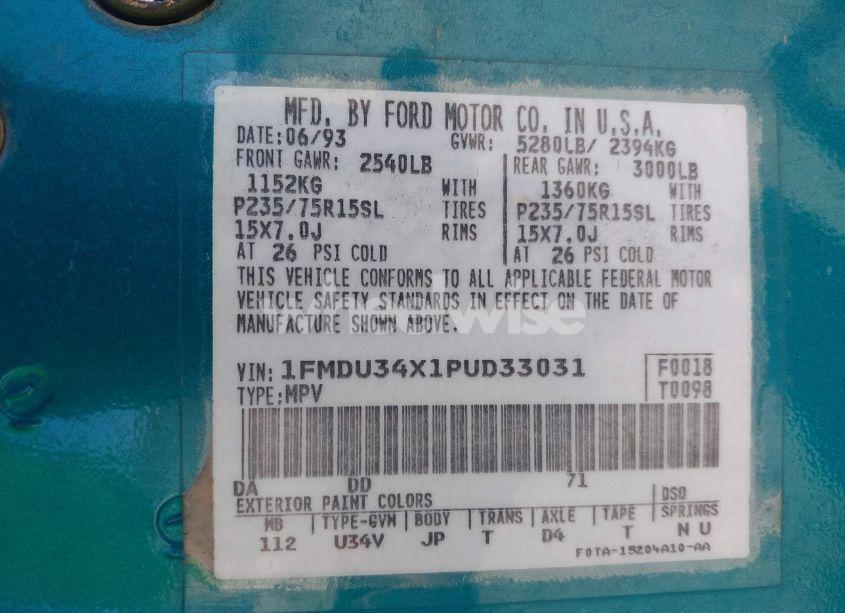 MFD. BY FORD MOTOR CO. IN U.S.A.
DATE: 06/93 GVWR: 5280LB/ 2394KG
FRONT GAWR: 2540LB REAR GAWR: 3000LB
1152KG WITH 1360KG WITH
P235/75R15SL TIRES P235/75R15SL TIRES
15X7.0J RIMS 15X7.0J RIMS
AT 26 PSI COLD AT 26 PSI COLD
THIS VEHICLE CONFORMS TO ALL APPLICABLE FEDERAL MOTOR
VEHICLE SAFETY STANDARDS IN EFFECT ON THE DATE OF
MANUFACTURE SHOWN ABOVE.
VIN: 1FMDU34X1PUD33031 F0018
TYPE: MPV T0098
DA DD 71
EXTERIOR PAINT COLORS DSO
WB TYPE-GVW BODY TRANS AXLE TAPE SPRINGS
112 U34V JP T D4 T N U
F0TA-15204A10-AA